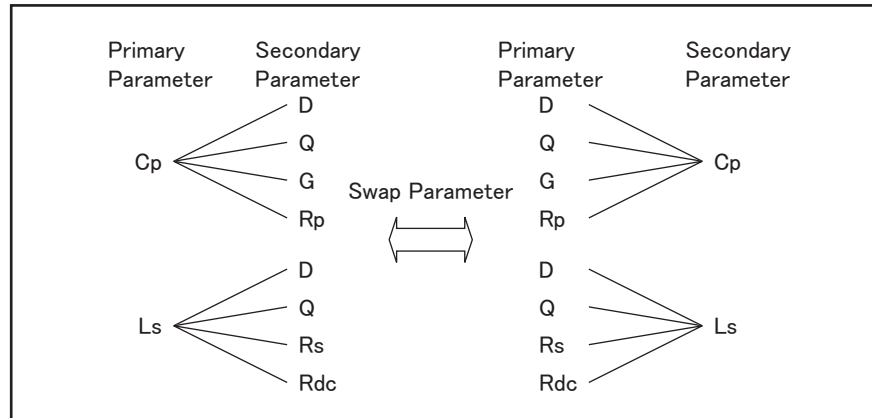 Primary Parameter Secondary Parameter Primary Parameter Secondary Parameter
D D
Q Q
Cp Cp
G G
Swap Parameter
Rp Rp
D D
Q Q
Ls Ls
Rs Rs
Rdc Rdc